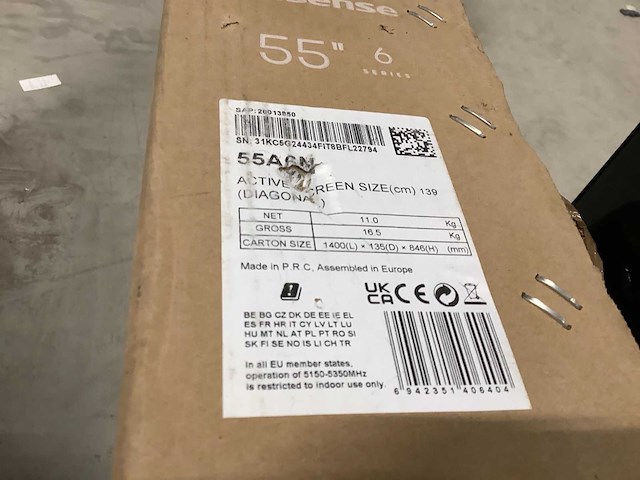 55"
6
SERIES
SAP: 20013850
SN: 31KC5G24434FIT8BFL22794
55A6N
ACTIVE SCREEN SIZE(cm) 139
(DIAGONAL)
NET 11.0 Kg
GROSS 16.5 Kg
CARTON SIZE 1400(L) × 135(D) × 846(H) (mm)
Made in P.R.C, Assembled in Europe
UK
CA CE
BE BG CZ DK DE EE IE EL
ES FR HR IT CY LV LT LU
HU MT NL AT PL PT RO SI
SK FI SE NO IS LI CH TR
In all EU member states,
operation of 5150-5350MHz
is restricted to indoor use only.
6 942351 406404